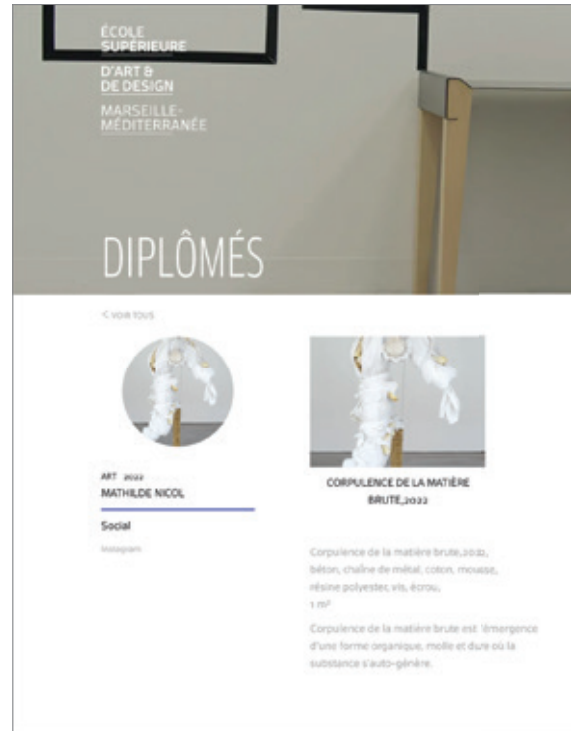 ÉCOLE
SUPÉRIEURE
D'ART &
DE DESIGN
MARSEILLE-
MÉDITERRANÉE
DIPLÔMÉS
< VOIR TOUS
ART 2022
MATHILDE NICOL
Social
Instagram
CORPULENCE DE LA MATIÈRE
BRUTE,2022
Corpulence de la matière brute,2022,
béton, chaîne de métal, coton, mousse,
résine polyester, vis, écrou,
1 m²
Corpulence de la matière brute est l'émergence
d'une forme organique, molle et dure où la
substance s'auto-génère.